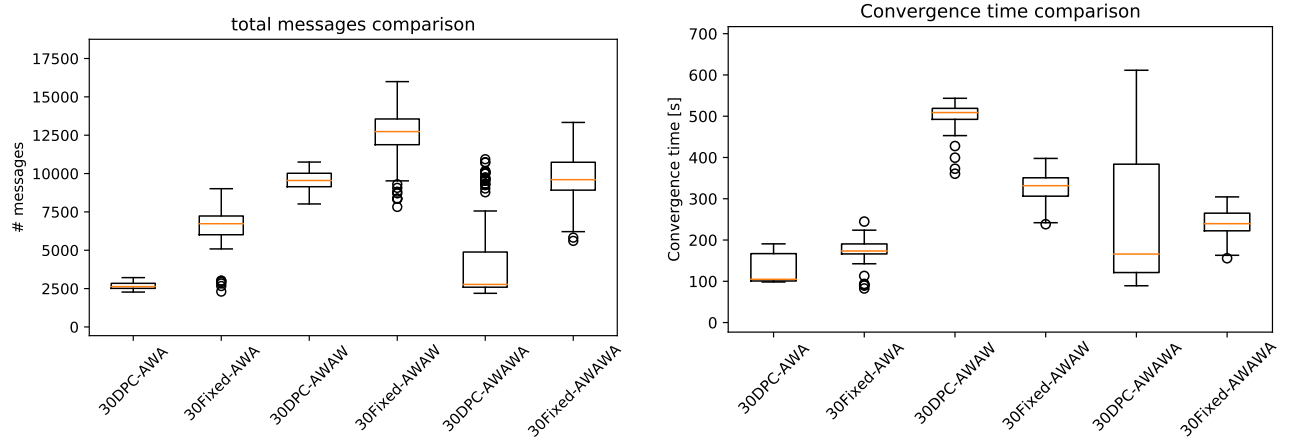 total messages comparison
# messages
17500
15000
12500
10000
7500
5000
2500
0
30DPC-AWA
30Fixed-AWA
30DPC-AWAW
30Fixed-AWAW
30DPC-AWAWA
30Fixed-AWAWA
Convergence time comparison
Convergence time [s]
700
600
500
400
300
200
100
0
30DPC-AWA
30Fixed-AWA
30DPC-AWAW
30Fixed-AWAW
30DPC-AWAWA
30Fixed-AWAWA